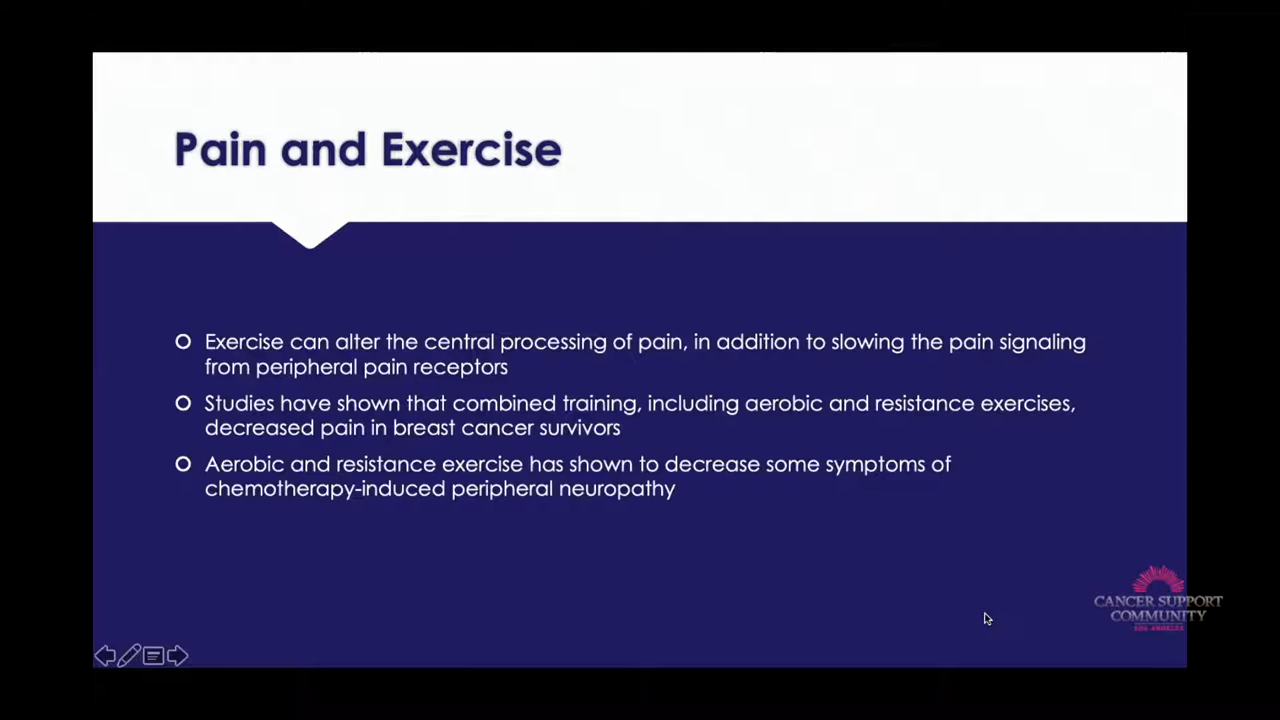 Pain and Exercise
Exercise can alter the central processing of pain, in addition to slowing the pain signaling
from peripheral pain receptors
Studies have shown that combined training, including aerobic and resistance exercises,
decreased pain in breast cancer survivors
Aerobic and resistance exercise has shown to decrease some symptoms of
chemotherapy-induced peripheral neuropathy
CANCER SUPPORT
COMMUNITY
LOS ANGELES